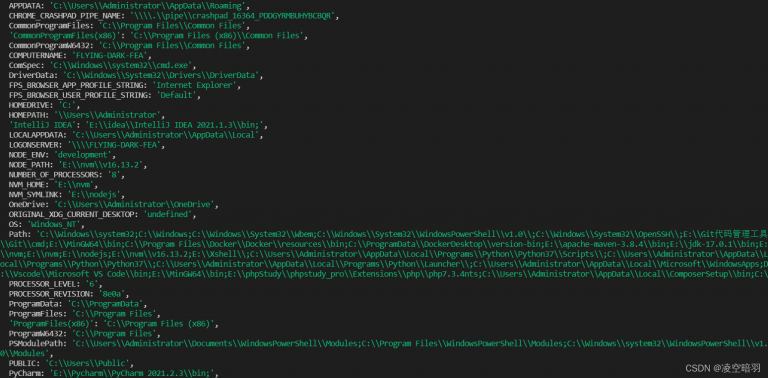 APPDATA: 'C:\\Users\\Administrator\\AppData\\Roaming',
CHROME_CRASHPAD_PIPE_NAME: '\\\\.\\pipe\\crashpad_16364_PDDGYRMBUHYBCBQR',
CommonProgramFiles: 'C:\\Program Files\\Common Files',
'CommonProgramFiles(x86)': 'C:\\Program Files (x86)\\Common Files',
CommonProgramW6432: 'C:\\Program Files\\Common Files',
COMPUTERNAME: 'FLYING-DARK-FEA',
ComSpec: 'C:\\Windows\\system32\\cmd.exe',
DriverData: 'C:\\Windows\\System32\\Drivers\\DriverData',
FPS_BROWSER_APP_PROFILE_STRING: 'Internet Explorer',
FPS_BROWSER_USER_PROFILE_STRING: 'Default',
HOMEDRIVE: 'C:',
HOMEPATH: '\\Users\\Administrator',
'IntelliJ IDEA': 'E:\\idea\\IntelliJ IDEA 2021.1.3\\bin;',
LOCALAPPDATA: 'C:\\Users\\Administrator\\AppData\\Local',
LOGONSERVER: '\\\\FLYING-DARK-FEA',
NODE_ENV: 'development',
NODE_PATH: 'E:\\nvm\\v16.13.2',
NUMBER_OF_PROCESSORS: '8',
NVM_HOME: 'E:\\nvm',
NVM_SYMLINK: 'E:\\nodejs',
OneDrive: 'C:\\Users\\Administrator\\OneDrive',
ORIGINAL_XDG_CURRENT_DESKTOP: 'undefined',
OS: 'Windows_NT',
Path: 'C:\\Windows\\system32;C:\\Windows;C:\\Windows\\System32\\Wbem;C:\\Windows\\System32\\WindowsPowerShell\\v1.0\\;C:\\Windows\\System32\\OpenSSH\\;E:\\Git代码管理工具
\\Git\\cmd;E:\\MinGW64\\bin;C:\\Program Files\\Docker\\Docker\\resources\\bin;C:\\ProgramData\\DockerDesktop\\version-bin;E:\\apache-maven-3.8.4\\bin;E:\\jdk-17.0.1\\bin;E:
\\nvm;E:\\nvm;E:\\nodejs;E:\\nvm\\v16.13.2;E:\\Xshell\\;C:\\Users\\Administrator\\AppData\\Local\\Programs\\Python\\Python37\\Scripts\\;C:\\Users\\Administrator\\AppData\\L
ocal\\Programs\\Python\\Python37\\;C:\\Users\\Administrator\\AppData\\Local\\Programs\\Python\\Launcher\\;C:\\Users\\Administrator\\AppData\\Local\\Microsoft\\WindowsApps;D
:\\Vscode\\Microsoft VS Code\\bin;E:\\MinGW64\\bin;E:\\phpStudy\\phpstudy_pro\\Extensions\\php\\php7.3.4nts;C:\\Users\\Administrator\\AppData\\Local\\ComposerSetup\\bin;C:\
PROCESSOR_LEVEL: '6',
PROCESSOR_REVISION: '8e0a',
ProgramData: 'C:\\ProgramData',
ProgramFiles: 'C:\\Program Files',
'ProgramFiles(x86)': 'C:\\Program Files (x86)',
ProgramW6432: 'C:\\Program Files',
PSModulePath: 'C:\\Users\\Administrator\\Documents\\WindowsPowerShell\\Modules;C:\\Program Files\\WindowsPowerShell\\Modules;C:\\Windows\\system32\\WindowsPowerShell\\v1.
0\\Modules',
PUBLIC: 'C:\\Users\\Public',
PyCharm: 'E:\\Pycharm\\PyCharm 2021.2.3\\bin;',
CSDN @凌空暗羽